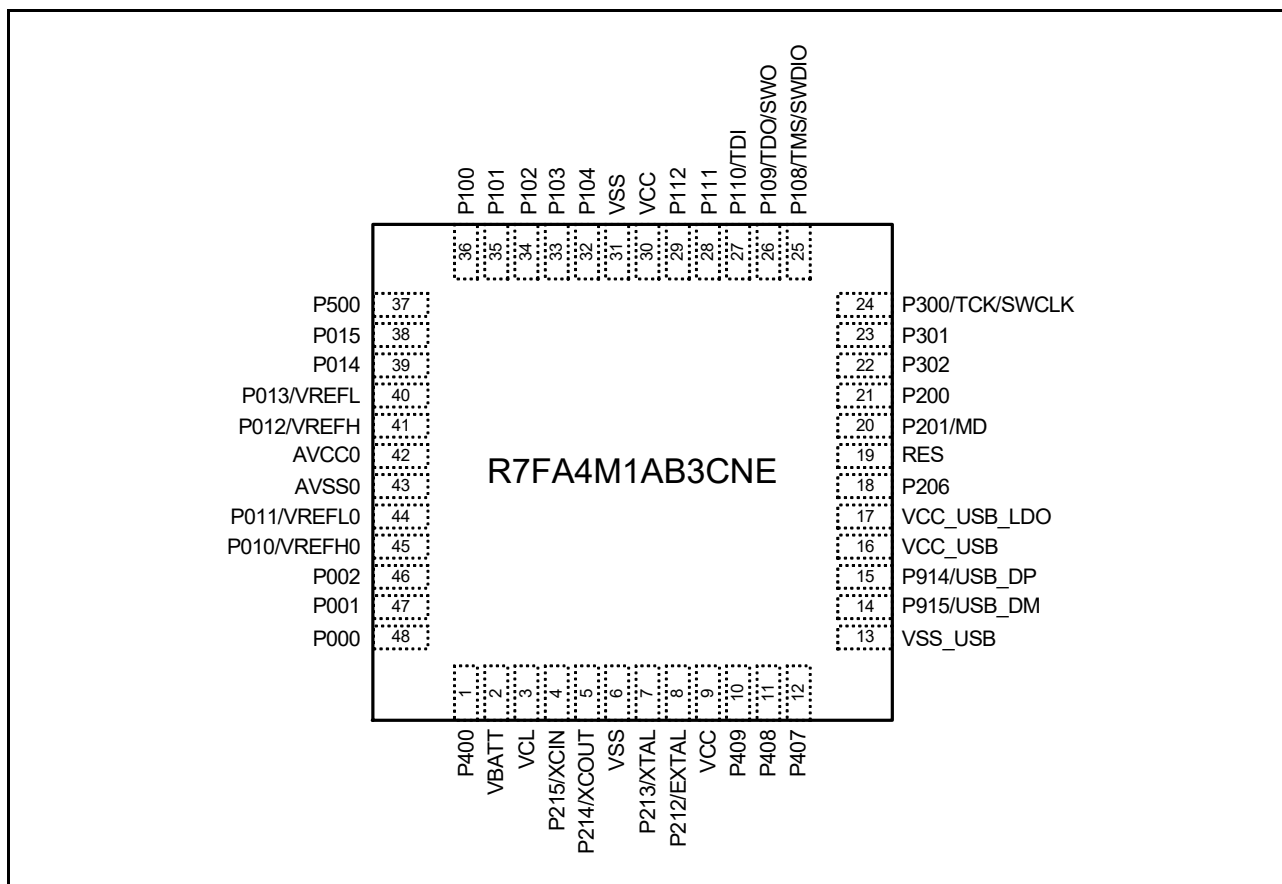 P100
P101
P102
P103
P104
VSS
VCC
P112
P111
P110/TDI
P109/TDO/SWO
P108/TMS/SWDIO
36
35
34
33
32
31
30
29
28
27
26
25
P500 37
P015 38
P014 39
P013/VREFL 40
P012/VREFH 41
AVCC0 42
AVSS0 43
P011/VREFL0 44
P010/VREFH0 45
P002 46
P001 47
P000 48
R7FA4M1AB3CNE
24 P300/TCK/SWCLK
23 P301
22 P302
21 P200
20 P201/MD
19 RES
18 P206
17 VCC_USB_LDO
16 VCC_USB
15 P914/USB_DP
14 P915/USB_DM
13 VSS_USB
1
2
3
4
5
6
7
8
9
10
11
12
P400
VBATT
VCL
P215/XCIN
P214/XCOUT
VSS
P213/XTAL
P212/EXTAL
VCC
P409
P408
P407